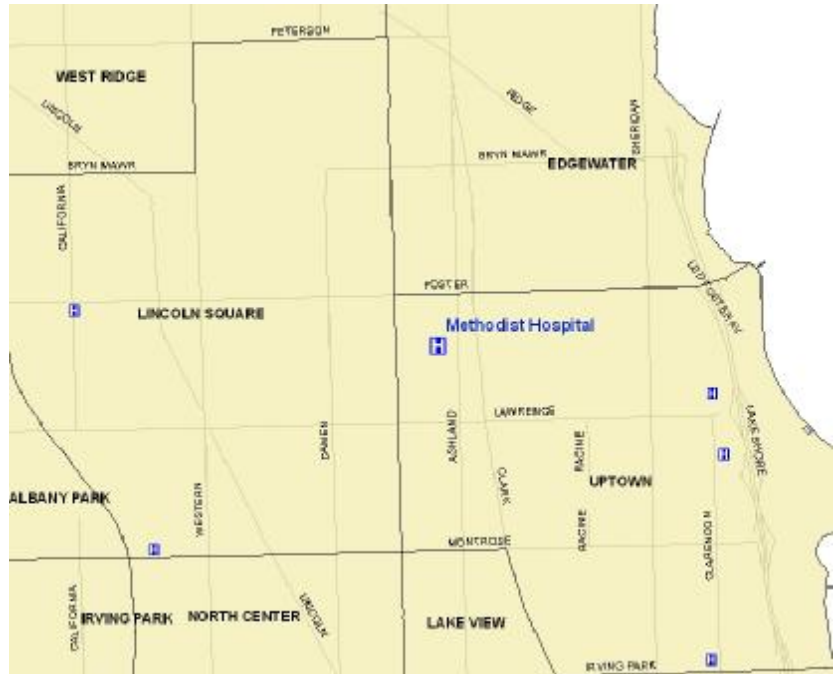 PETERSON
WEST RIDGE
LINCOLN
RIDGE
SHERIDAN
BRYN MAWR
BRYN MAWR
EDGEWATER
CALIFORNIA
FOSTER
LINCOLN SQUARE
H
Methodist Hospital
H
H
LAWRENCE
LAKE SHORE
DAMEN
ASHLAND
RACINE
H
CLARK
UPTOWN
ALBANY PARK
WESTERN
RACINE
CLARENDON
H
MONTROSE
CALIFORNIA
IRVING PARK
NORTH CENTER
LINCOLN
LAKE VIEW
H
IRVING PARK